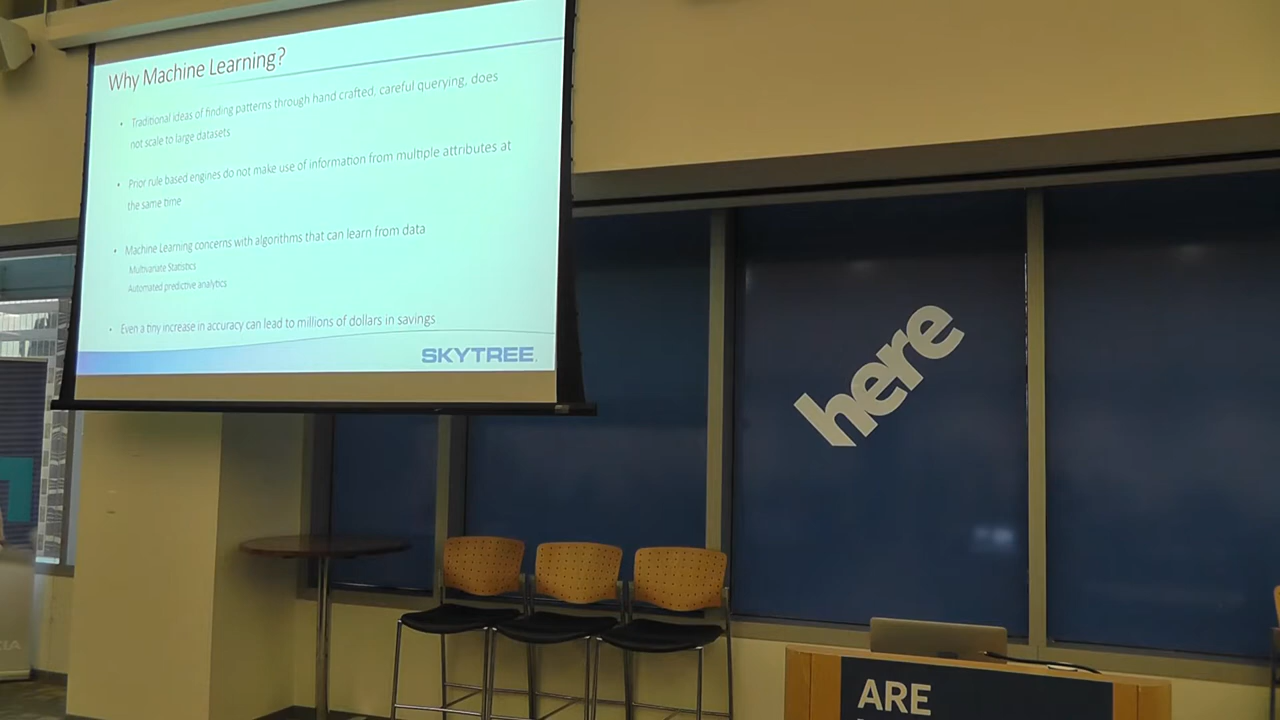 Why Machine Learning?
• Traditional ideas of finding patterns through hand crafted, careful querying, does
not scale to large datasets
• Prior rule based engines do not make use of information from multiple attributes at
the same time
• Machine Learning concerns with algorithms that can learn from data
Multivariate Statistics
Automated predictive analytics
• Even a tiny increase in accuracy can lead to millions of dollars in savings
SKYTREE
here
ARE